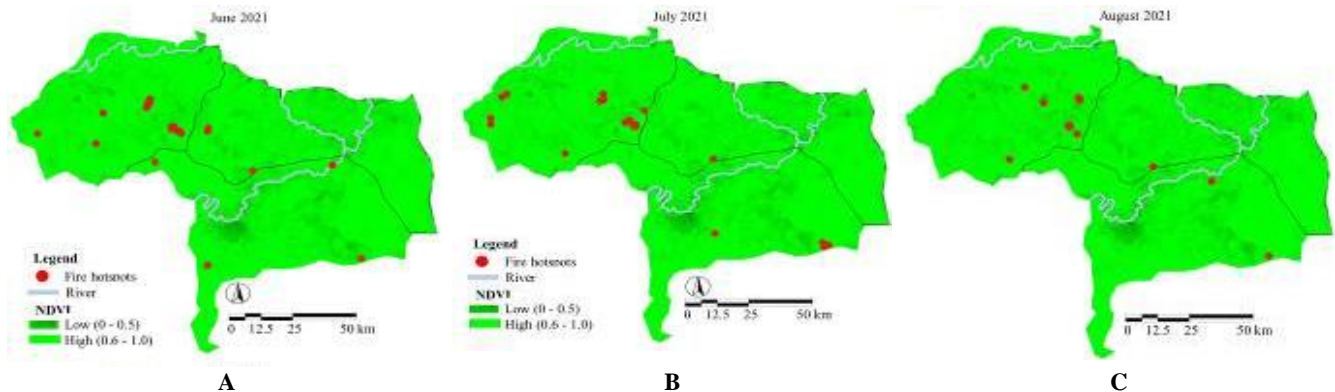 June 2021
July 2021
August 2021
Legend
Fire hotsnots
River
NDVI
Low (0 - 0.5)
High (0.6 - 1.0)
0 12.5 25 50 km
Legend
Fire hotsnots
River
NDVI
Low (0 - 0.5)
High (0.6 - 1.0)
0 12.5 25 50 km
0 12.5 25 50 km
A
B
C